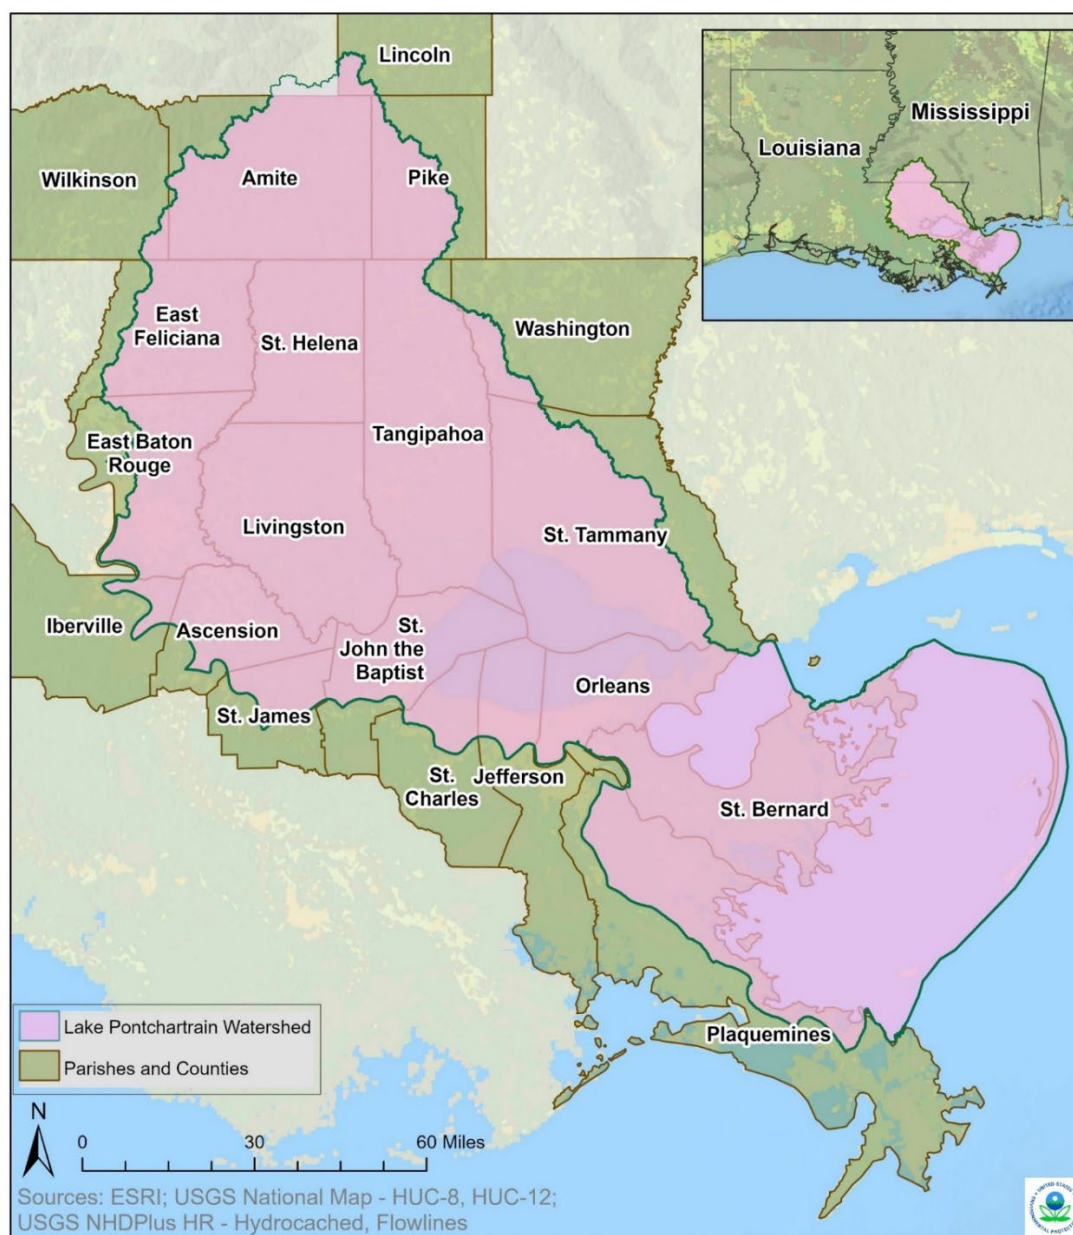 Lincoln
Mississippi
Louisiana
Wilkinson
Amite
Pike
East
Feliciana
St. Helena
Washington
East Baton
Rouge
Tangipahoa
Livingston
St. Tammany
Iberville
Ascension
St.
John the
Baptist
Orleans
St. James
St.
Charles
Jefferson
St. Bernard
Plaquemines
Lake Pontchartrain Watershed
Parishes and Counties
N
0 30 60 Miles
Sources: ESRI; USGS National Map - HUC-8, HUC-12;
USGS NHDPlus HR - Hydrocached, Flowlines